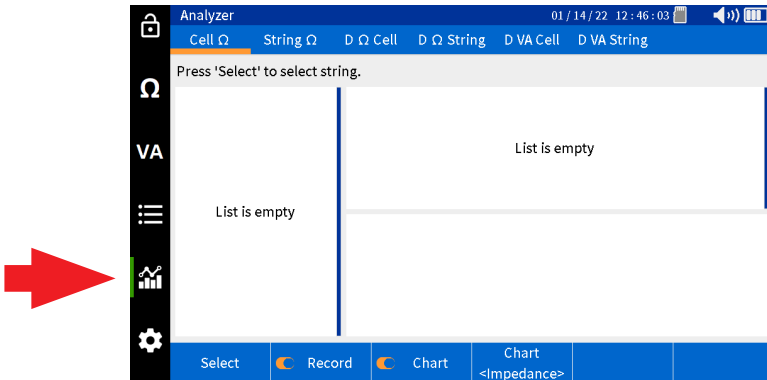 Analyzer 01/14/22 12:46:03
Cell Ω String Ω D Ω Cell D Ω String D VA Cell D VA String
Press 'Select' to select string.
Ω
VA
List is empty
List is empty
Select Record Chart Chart
<Impedance>